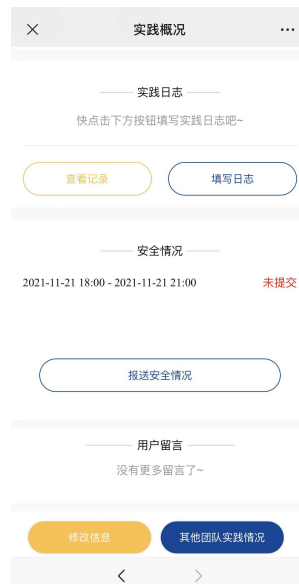 实践概况
实践日志
快点击下方按钮填写实践日志吧~
查看记录
填写日志
安全情况
2021-11-21 18:00 - 2021-11-21 21:00 未提交
报送安全情况
用户留言
没有更多留言了~
修改信息
其他团队实践情况